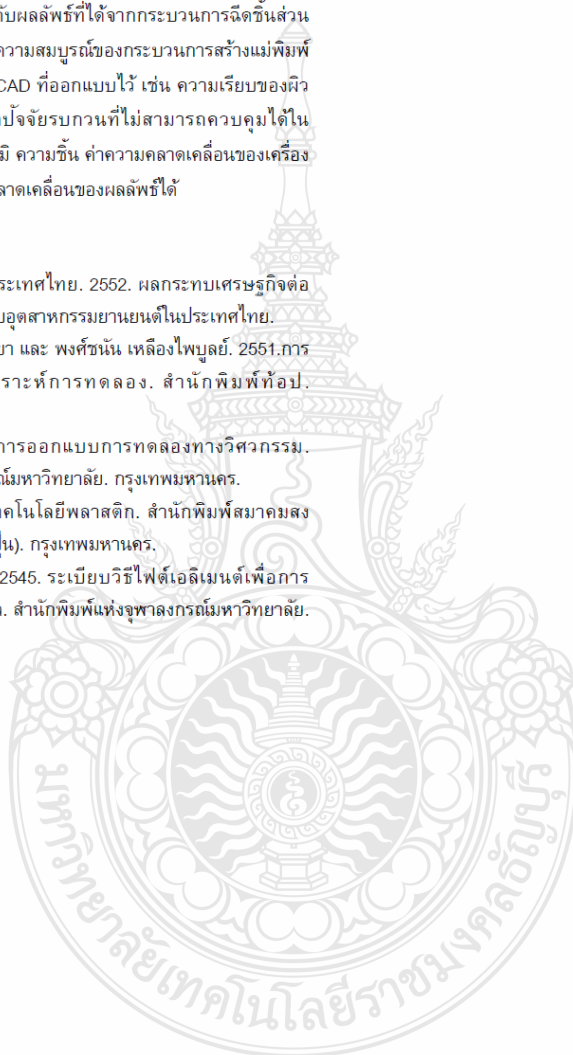 ับผลลัพธ์ที่ได้จากกระบวนการฉีดชิ้นส่วน
ความสมบูรณ์ของกระบวนการสร้างแม่พิมพ์
CAD ที่ออกแบบไว้ เช่น ความเรียบของผิว
ปัจจัยรบกวนที่ไม่สามารถควบคุมได้ใน
มิ ความชื้น ค่าความคลาดเคลื่อนของเครื่อง
ลาดเคลื่อนของผลลัพธ์ได้
ระเทศไทย. 2552. ผลกระทบเศรษฐกิจต่อ
บอุตสาหกรรมยานยนต์ในประเทศไทย.
ยา และ พงศ์ชนัน เหลืองไพบูลย์. 2551.การ
ราะห์การทดลอง. สำนักพิมพ์ท้อป.
การออกแบบการทดลองทางวิศวกรรม.
ณ์มหาวิทยาลัย. กรุงเทพมหานคร.
คโนโลยีพลาสติก. สำนักพิมพ์สมาคมสง
ปุ่น). กรุงเทพมหานคร.
2545. ระเบียบวิธีไฟต์เอลิเมนต์เพื่อการ
ม. สำนักพิมพ์แห่งจุฬาลงกรณ์มหาวิทยาลัย.
มหาวิทยาลัยเทคโนโลยีราชมงคลธัญบุรี